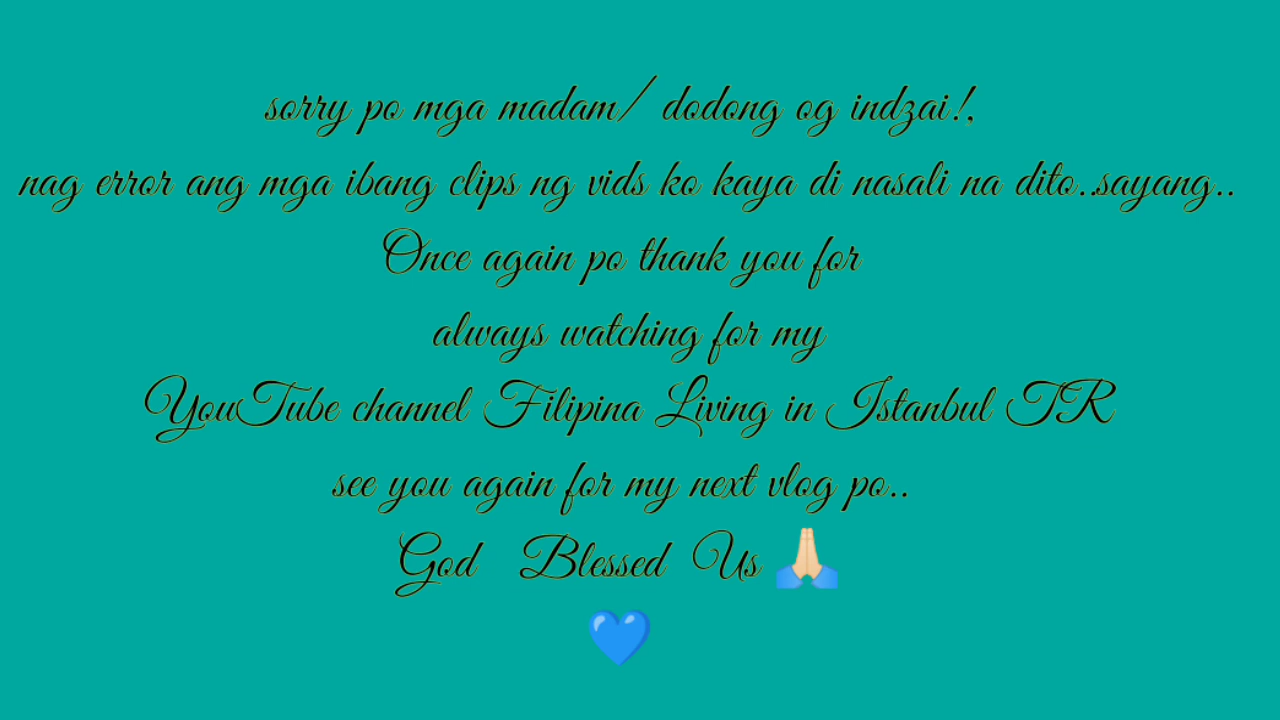 sorry po mga madam/ dodong og indzai!,
nag error ang mga ibang clips ng vids ko kaya di nasali na dito..sayang..
Once again po thank you for
always watching for my
YouTube channel Filipina Living in Istanbul TR
see you again for my next vlog po..
God Blessed Us 🙏🏻
💙